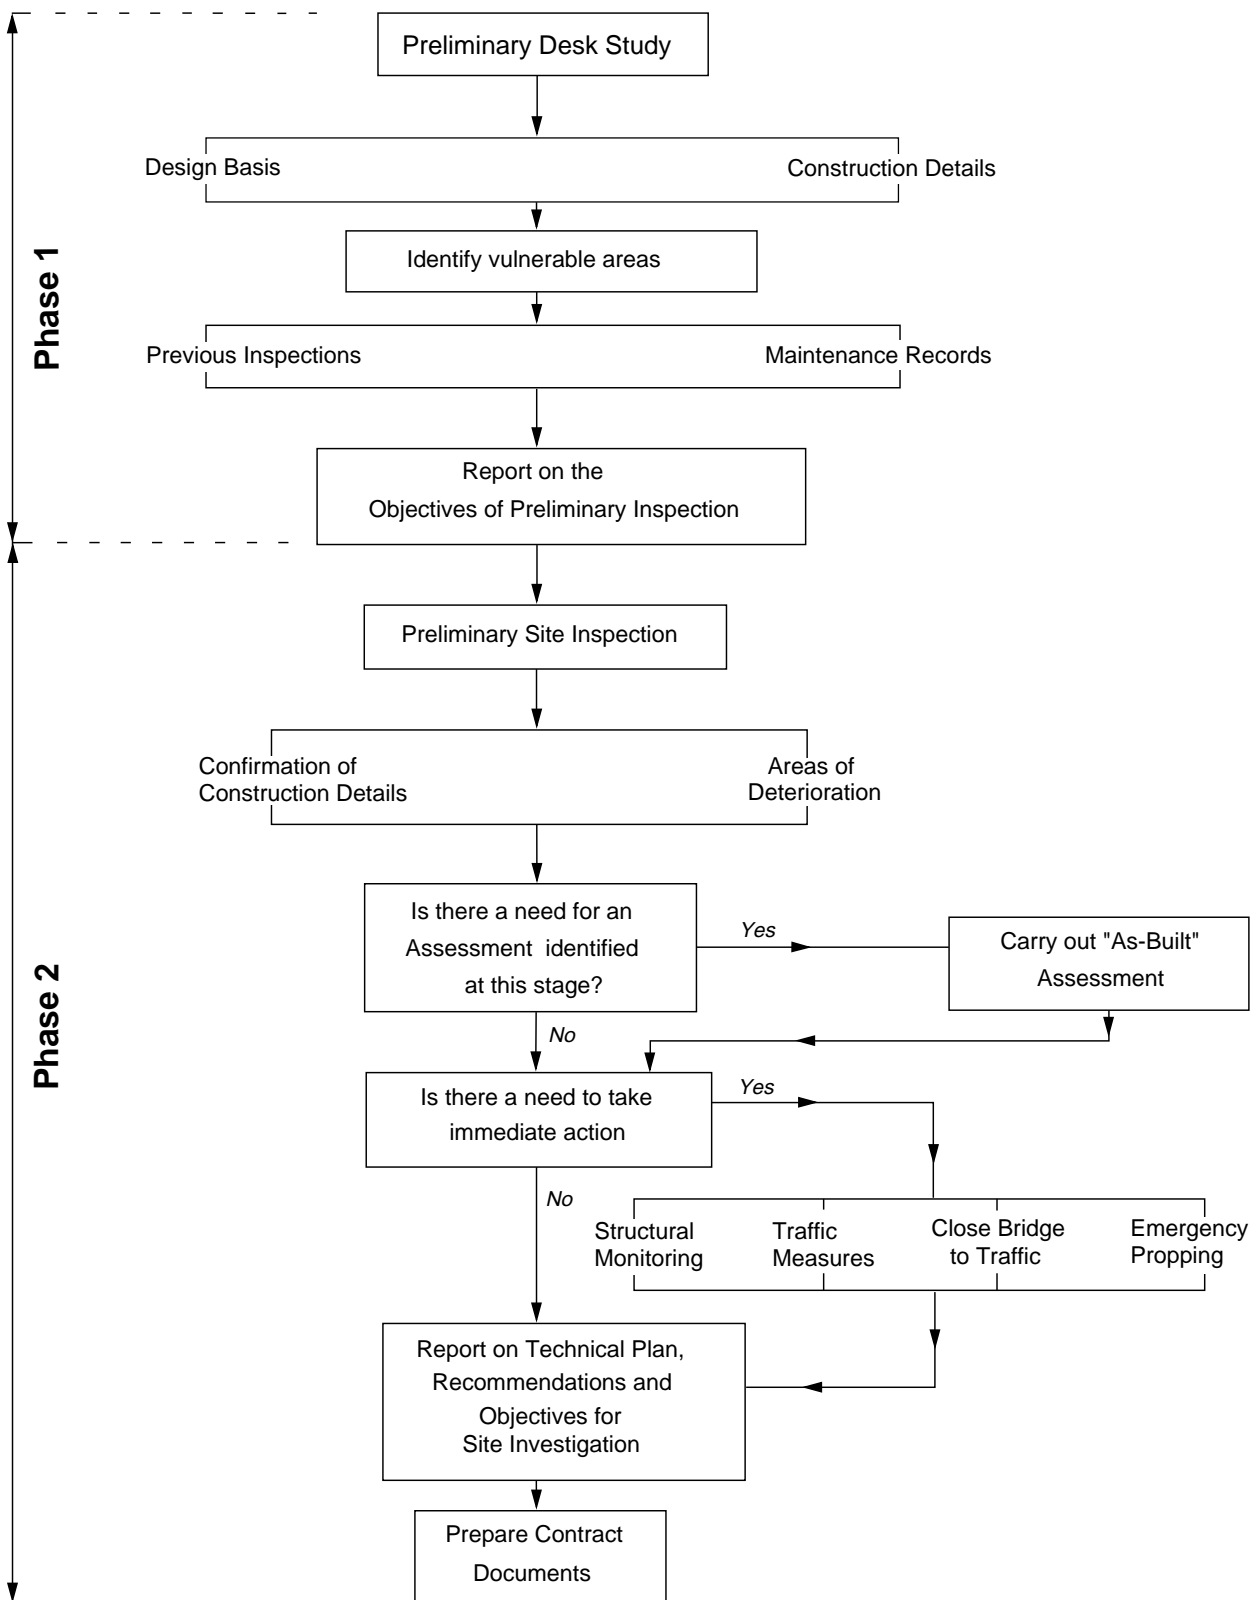 Preliminary Desk Study
Design Basis
Construction Details
Identify vulnerable areas
Phase 1
Previous Inspections
Maintenance Records
Report on the
Objectives of Preliminary Inspection
Preliminary Site Inspection
Confirmation of
Construction Details
Areas of
Deterioration
Is there a need for an
Assessment identified
at this stage?
Yes
Carry out "As-Built"
Assessment
Phase 2
No
Is there a need to take
immediate action
Yes
No
Structural
Monitoring
Traffic
Measures
Close Bridge
to Traffic
Emergency
Propping
Report on Technical Plan,
Recommendations and
Objectives for
Site Investigation
Prepare Contract
Documents